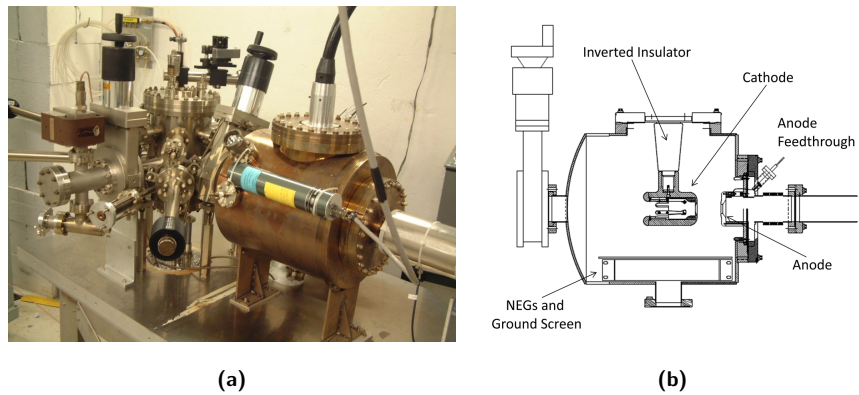 Inverted Insulator
Cathode
Anode
Feedthrough
Anode
NEGs and
Ground Screen
(a)
(b)